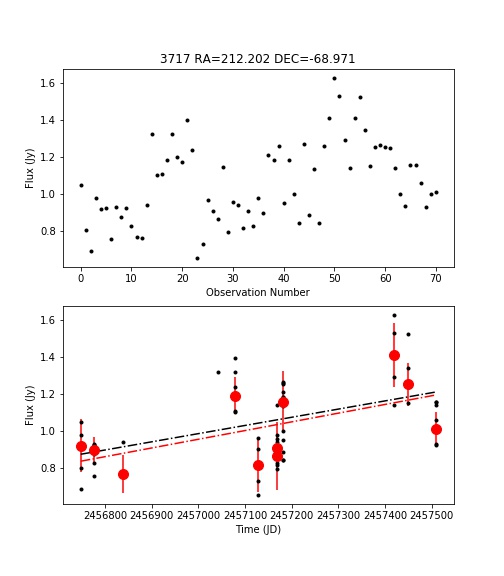 3717 RA=212.202 DEC=-68.971
1.6
1.4
1.2
1.0
0.8
Flux (Jy)
0 10 20 30 40 50 60 70
Observation Number
1.6
1.4
1.2
1.0
0.8
Flux (Jy)
2456800 2456900 2457000 2457100 2457200 2457300 2457400 2457500
Time (JD)